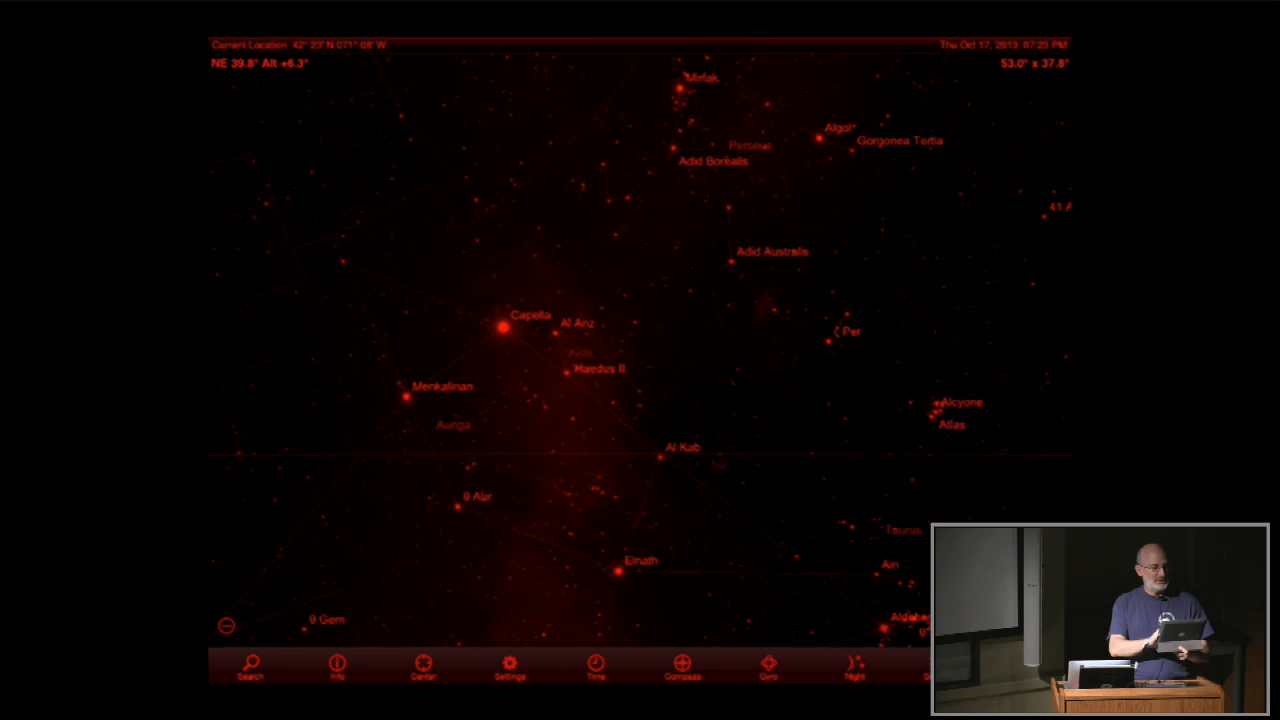 Current Location 42° 23' N 071° 08' W
Thu Oct 17, 2013 07:23 PM
NE 39.8° Alt +6.3°
53.0° x 37.8°
Mirfak
Algol
Gorgonea Tertia
Perseus
Adid Borealis
41 A
Adid Australis
Capella
Al Anz
ζ Per
Kids
Haedus II
Menkalinan
Alcyone
Auriga
Atlas
Al Kab
NE
θ Aur
Taurus
Elnath
Ain
θ Gem
Search
Info
Center
Settings
Time
Compass
Gyro
Night